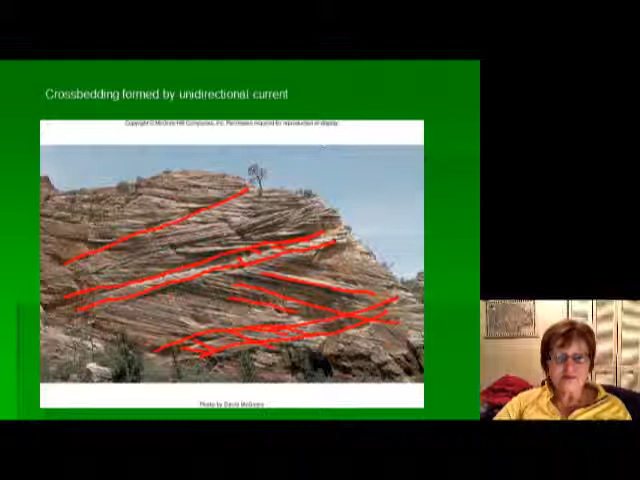 Crossbedding formed by unidirectional current
Copyright © McGraw-Hill Companies, Inc. Permission required for reproduction or display.
Photo by David McGeary